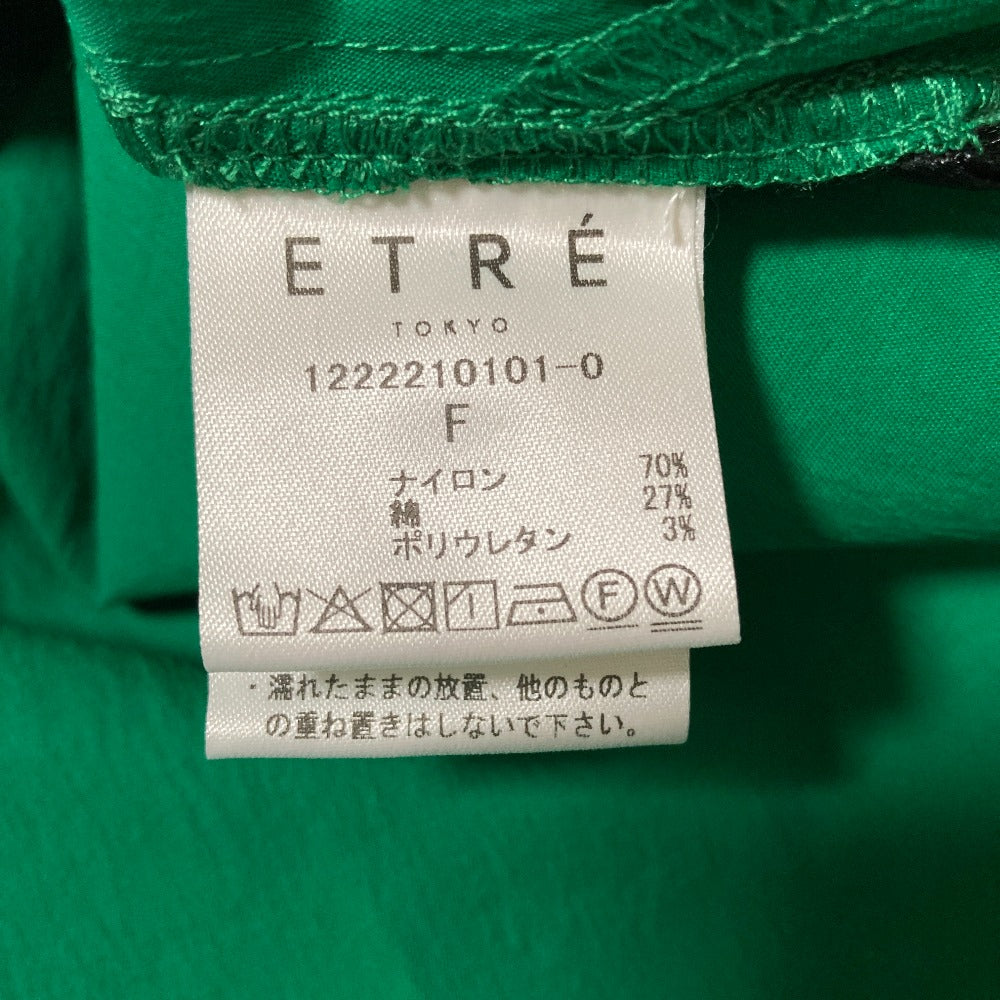 ETRÉ
TOKYO
1222210101-0
F
ナイロン 70%
綿 27%
ポリウレタン 3%
F W
・濡れたままの放置、他のものと
の重ね置きはしないで下さい。